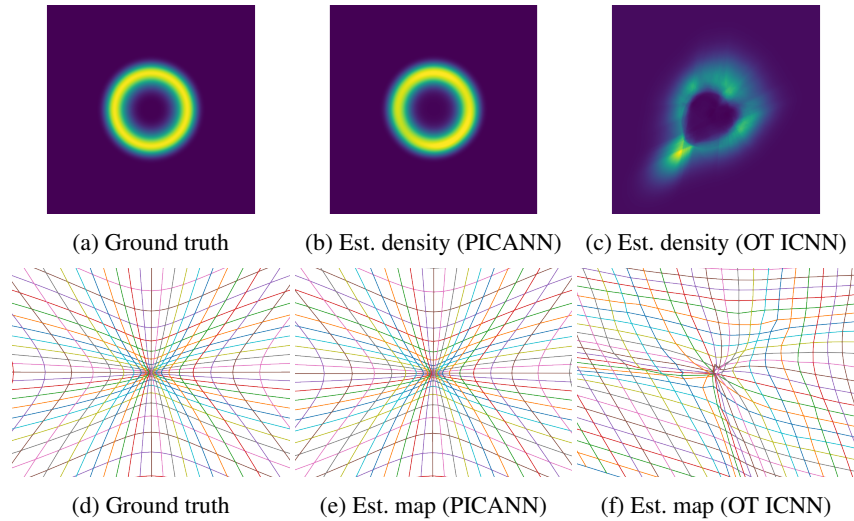 (a) Ground truth
(b) Est. density (PICANN)
(c) Est. density (OT ICNN)
(d) Ground truth
(e) Est. map (PICANN)
(f) Est. map (OT ICNN)